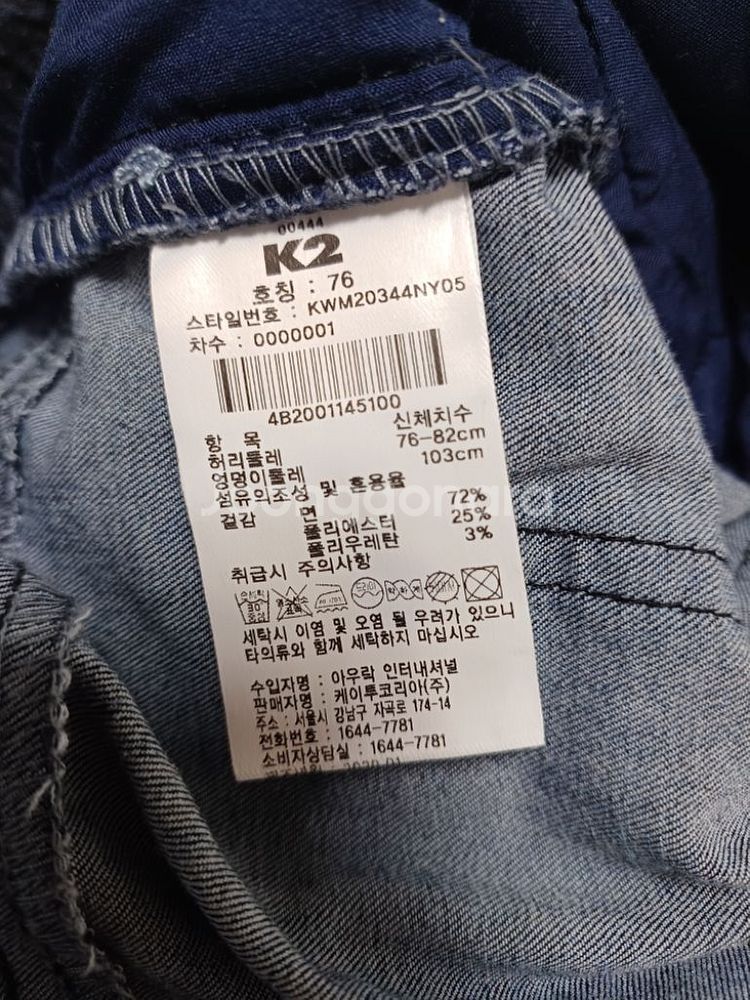 00444
K2
호칭 : 76
스타일번호 : KWM20344NY05
차수 : 0000001
4B2001145100
항 목 신체치수
허리둘레 76-82cm
엉덩이둘레 103cm
섬유의조성 및 혼용율
겉감 면 72%
폴리에스터 25%
폴리우레탄 3%
취급시 주의사항
세탁시 이염 및 오염 될 우려가 있으니
타의류와 함께 세탁하지 마십시오
수입자명 : 아우락 인터내셔널
판매자명 : 케이투코리아(주)
주소 : 서울시 강남구 자곡로 174-14
전화번호 : 1644-7781
소비자상담실 : 1644-7781